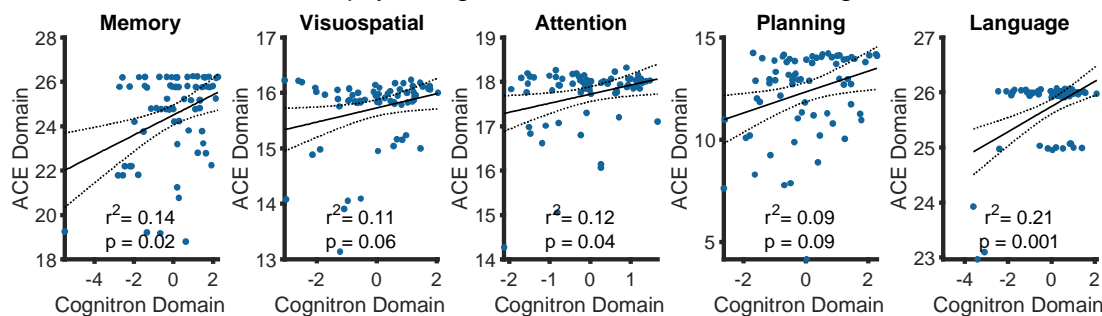 Memory
28
26
24
22
20
18
ACE Domain
r²= 0.14
p = 0.02
-4 -2 0 2
Cognitron Domain
Visuospatial
17
16
15
14
13
ACE Domain
r²= 0.11
p = 0.06
-2 0 2
Cognitron Domain
Attention
19
18
17
16
15
14
ACE Domain
r²= 0.12
p = 0.04
-2 -1 0 1
Cognitron Domain
Planning
15
10
5
ACE Domain
r²= 0.09
p = 0.09
-2 0 2
Cognitron Domain
Language
27
26
25
24
23
ACE Domain
r²= 0.21
p = 0.001
-4 -2 0 2
Cognitron Domain